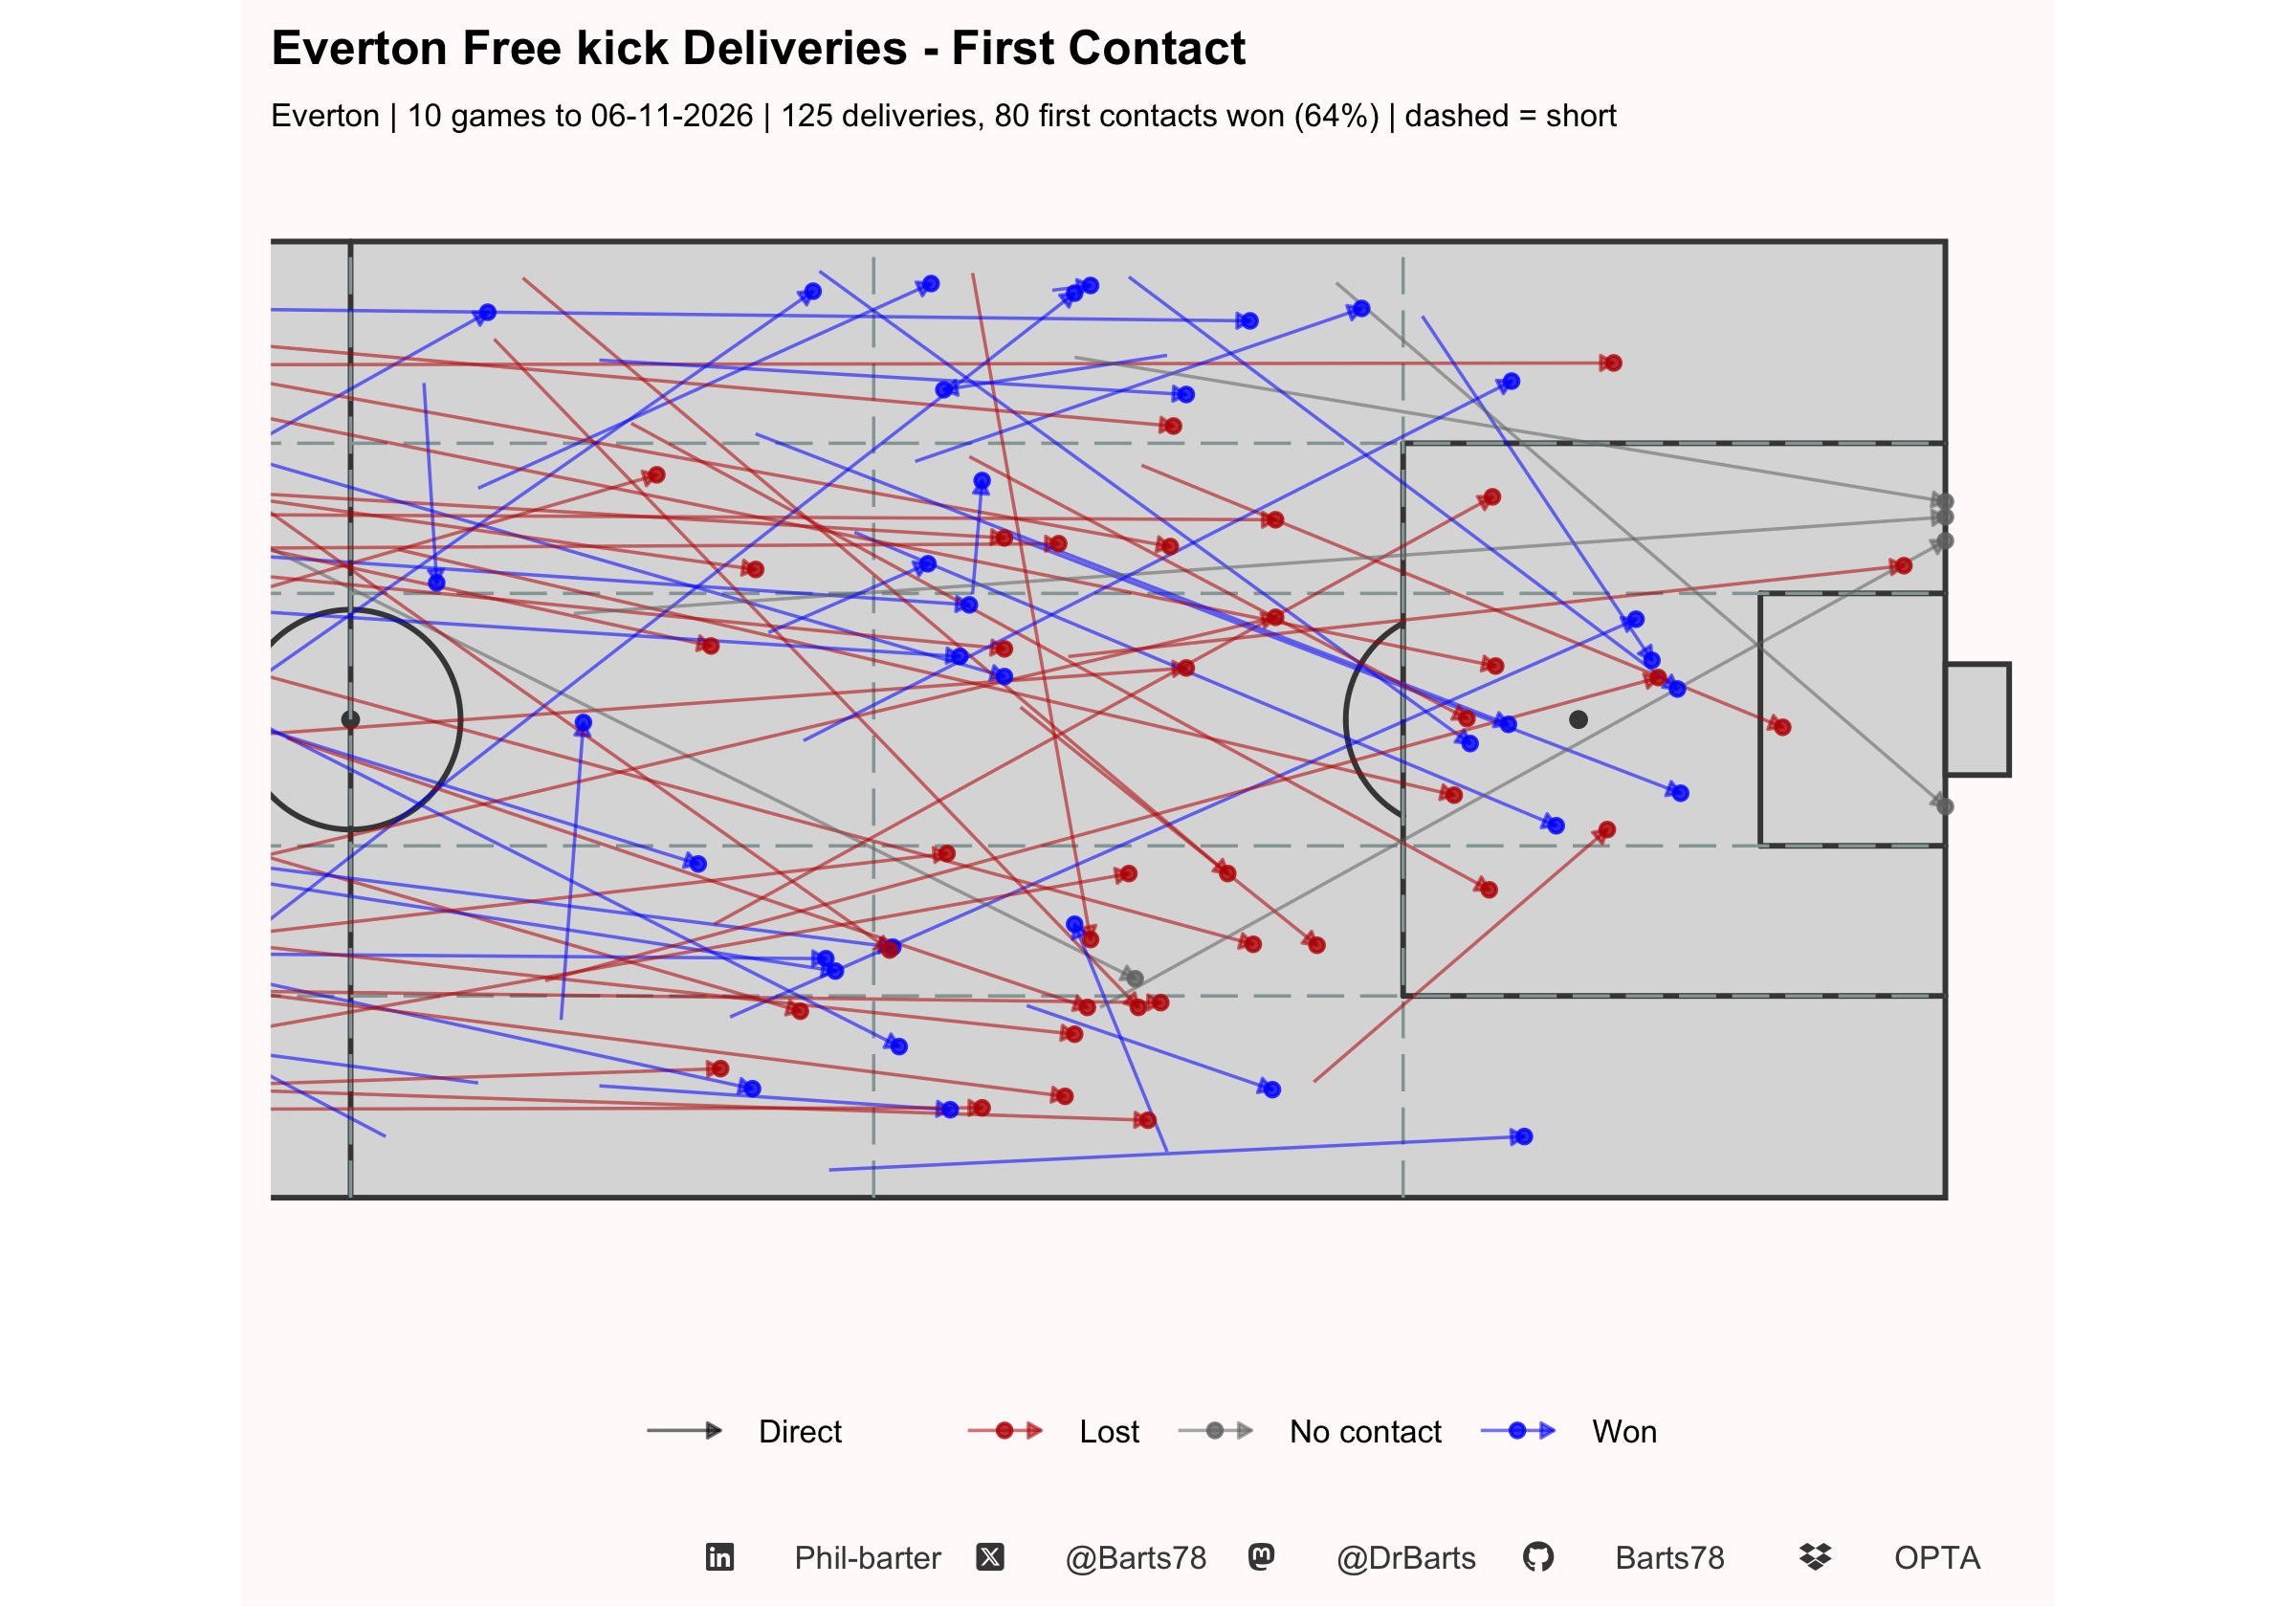 Everton Free kick Deliveries - First Contact
Everton | 10 games to 06-11-2026 | 125 deliveries, 80 first contacts won (64%) | dashed = short
Direct Lost No contact Won
Phil-barter @Barts78 @DrBarts Barts78 OPTA